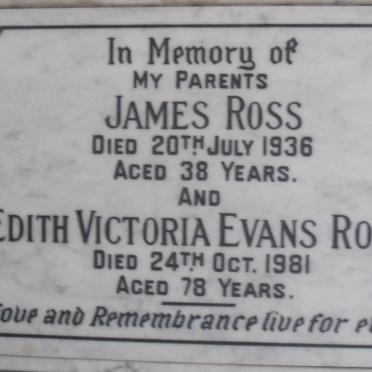 In Memory of
MY PARENTS
JAMES ROSS
DIED 20TH JULY 1936
AGED 38 YEARS.
AND
EDITH VICTORIA EVANS RO
DIED 24TH OCT. 1981
AGED 78 YEARS.
Love and Remembrance live for e